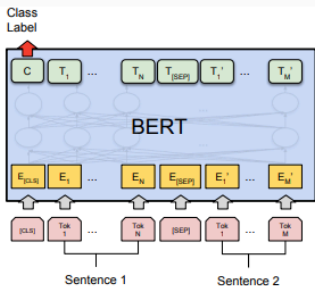 Class
Label
C T1 ... TN T[SEP] T1' ... TM'
BERT
E[CLS] E1 ... EN E[SEP] E1' ... EM'
[CLS] Tok 1 ... Tok N [SEP] Tok 1 ... Tok M
Sentence 1 Sentence 2